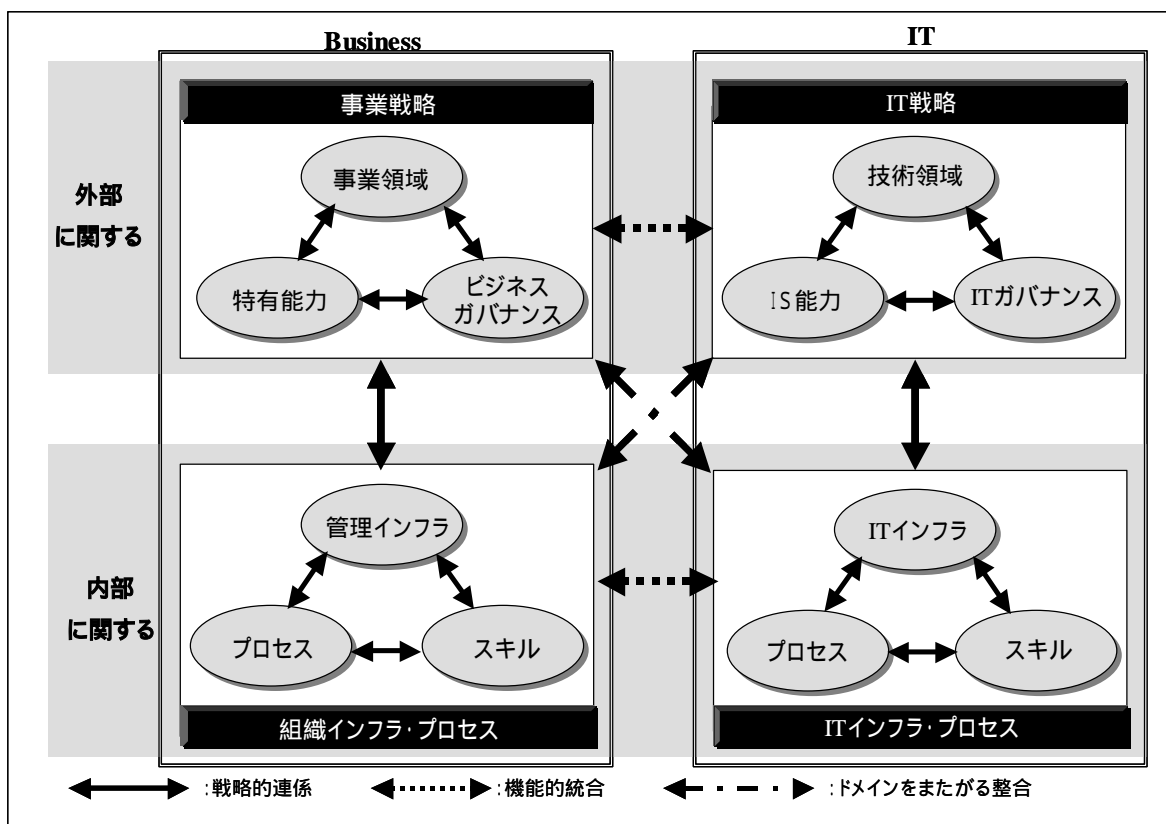 Business
IT
事業戦略
IT戦略
外部
に関する
事業領域
特有能力
ビジネス
ガバナンス
技術領域
IS能力
ITガバナンス
内部
に関する
管理インフラ
プロセス
スキル
ITインフラ
プロセス
スキル
組織インフラ・プロセス
ITインフラ・プロセス
:戦略的連係
:機能的統合
:ドメインをまたがる整合